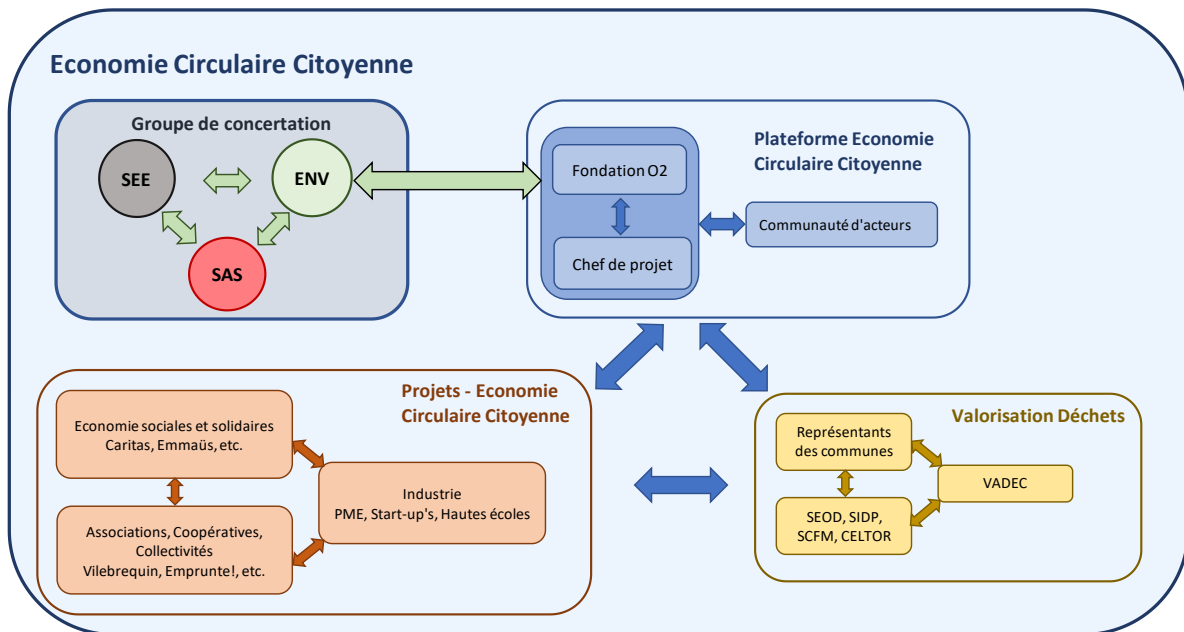 Economie Circulaire Citoyenne
Groupe de concertation
SEE
ENV
SAS
Plateforme Economie
Circulaire Citoyenne
Fondation O2
Chef de projet
Communauté d'acteurs
Projets - Economie
Circulaire Citoyenne
Economie sociales et solidaires
Caritas, Emmaüs, etc.
Industrie
PME, Start-up's, Hautes écoles
Associations, Coopératives,
Collectivités
Vilebrequin, Emprunte!, etc.
Valorisation Déchets
Représentants
des communes
VADEC
SEOD, SIDP,
SCFM, CELTOR